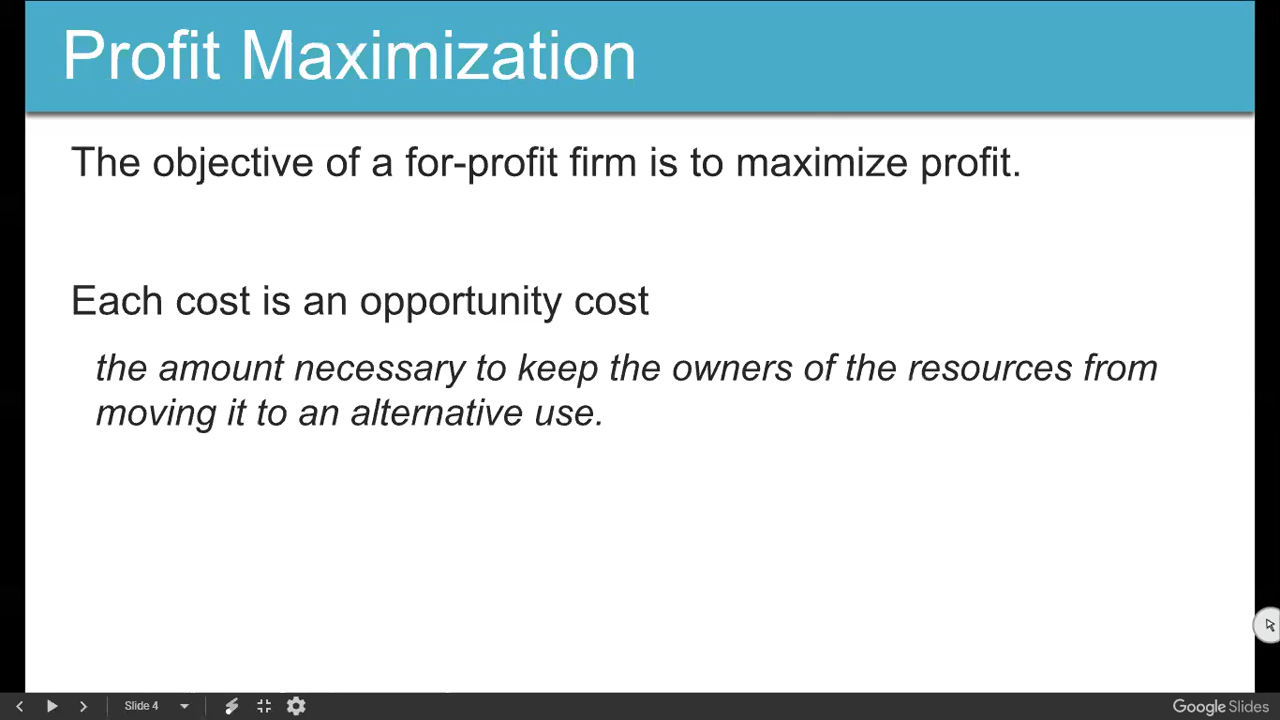 Profit Maximization
The objective of a for-profit firm is to maximize profit.
Each cost is an opportunity cost
the amount necessary to keep the owners of the resources from
moving it to an alternative use.
Slide 4
Google Slides